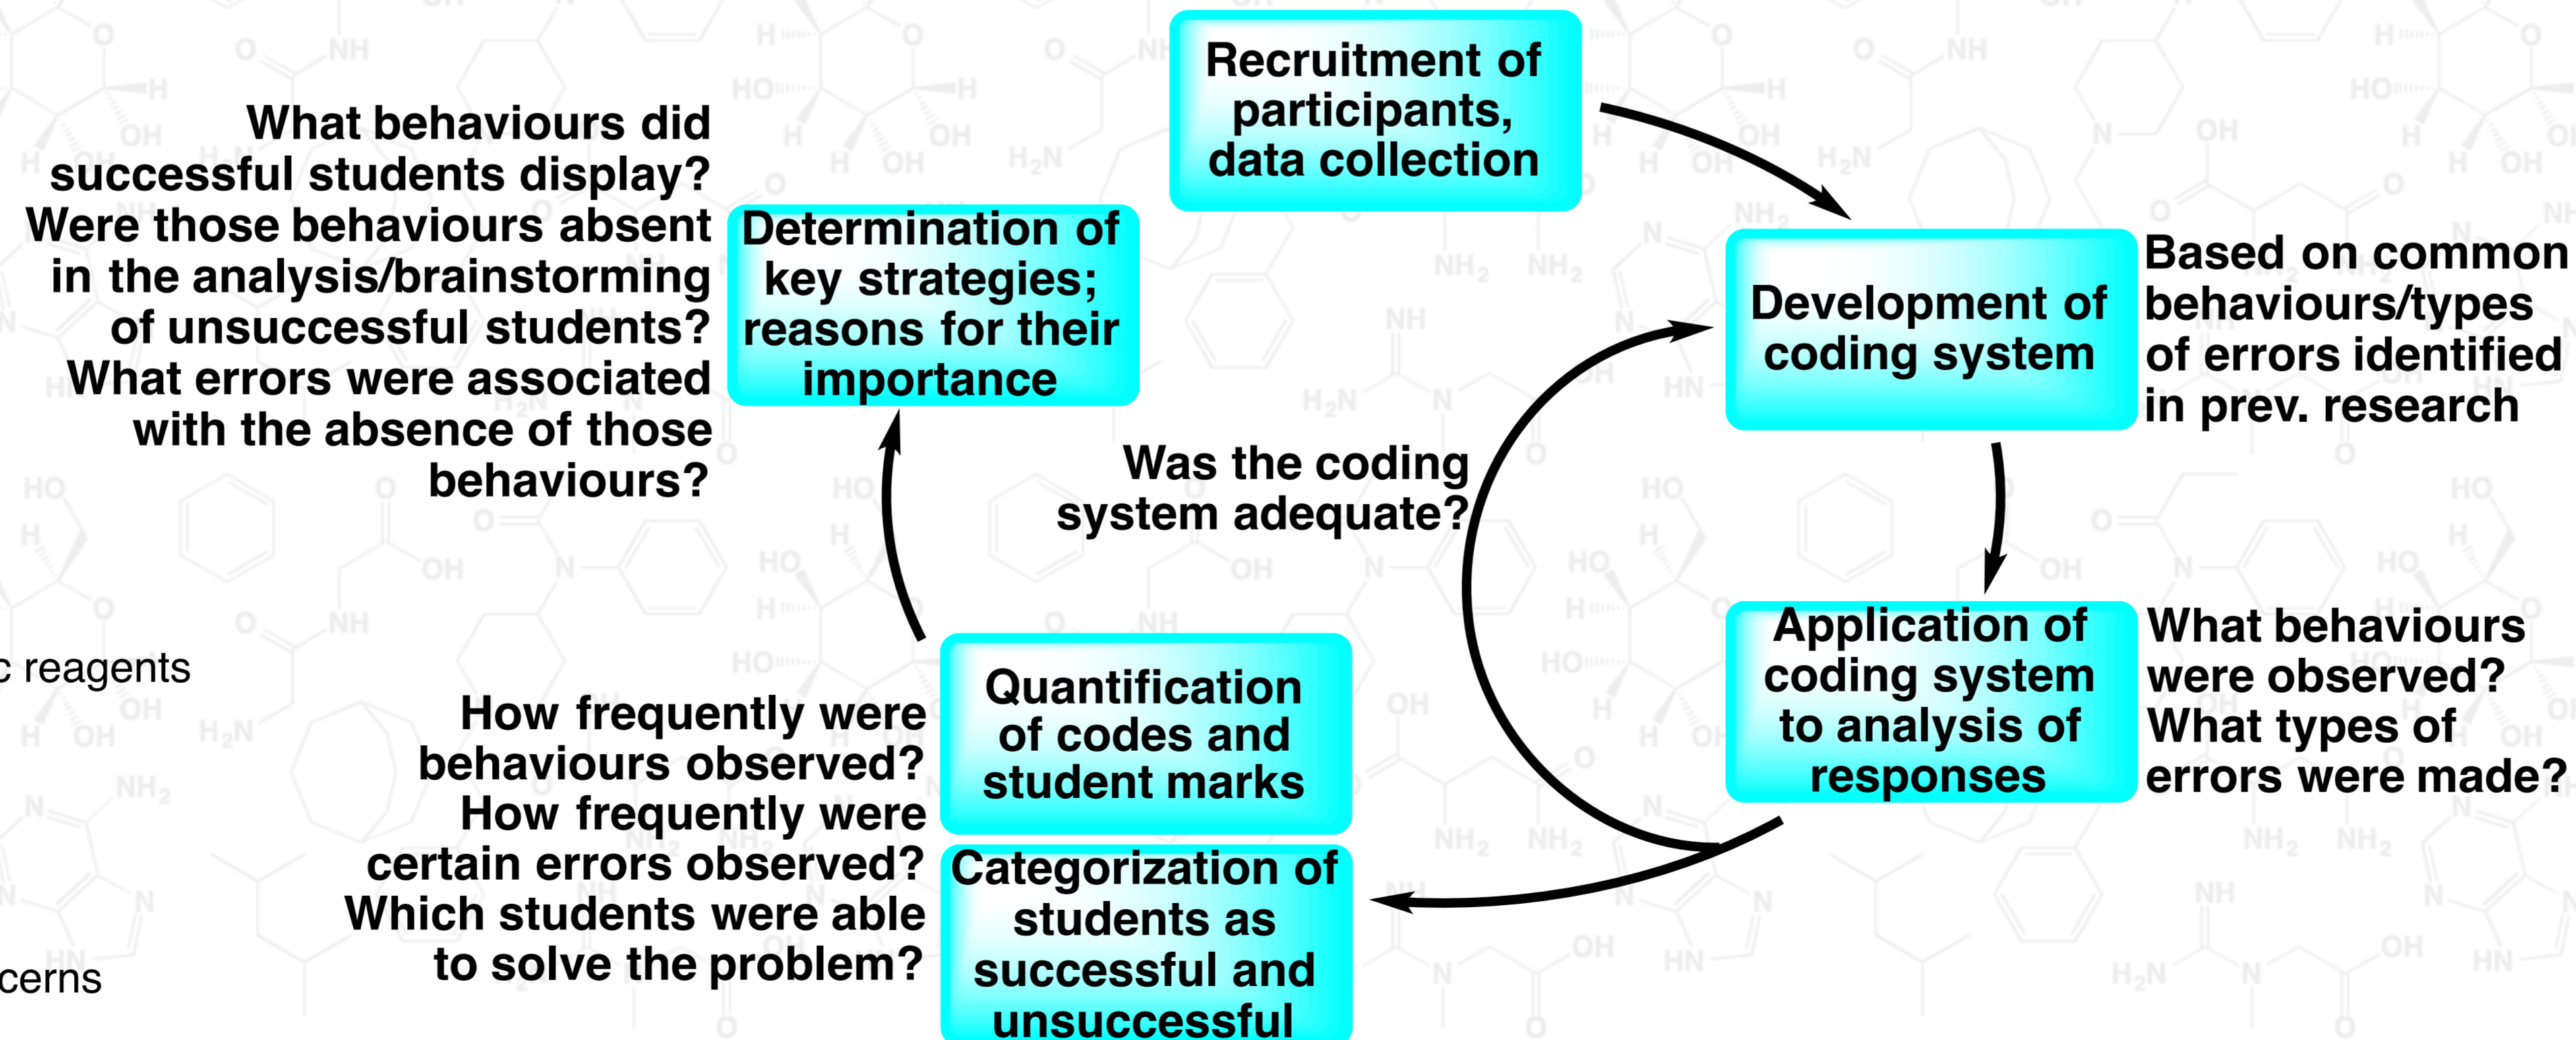 Recruitment of
participants,
data collection
Development of
coding system
Based on common
behaviours/types
of errors identified
in prev. research
Application of
coding system
to analysis of
responses
What behaviours
were observed?
What types of
errors were made?
Was the coding
system adequate?
Quantification
of codes and
student marks
Categorization of
students as
successful and
unsuccessful
How frequently were
behaviours observed?
How frequently were
certain errors observed?
Which students were able
to solve the problem?
Determination of
key strategies;
reasons for their
importance
What behaviours did
successful students display?
Were those behaviours absent
in the analysis/brainstorming
of unsuccessful students?
What errors were associated
with the absence of those
behaviours?
c reagents
cerns